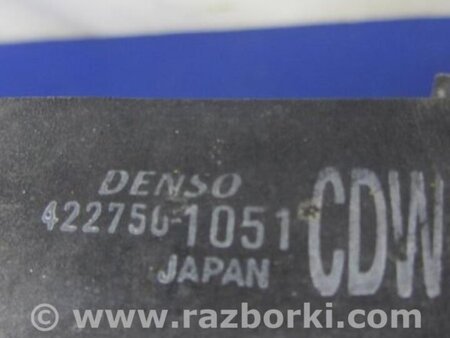 DENSO
422750-1051 CDW
JAPAN
© www.razborki.com